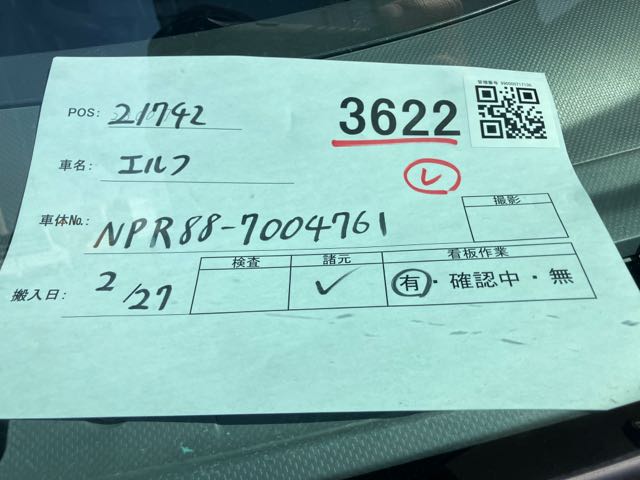 POS: 21742
3622
車名: エルフ
レ
車体No.: NPR88-7004761
撮影
搬入日: 2/27
検査 諸元 看板作業
✓ 有・確認中・無